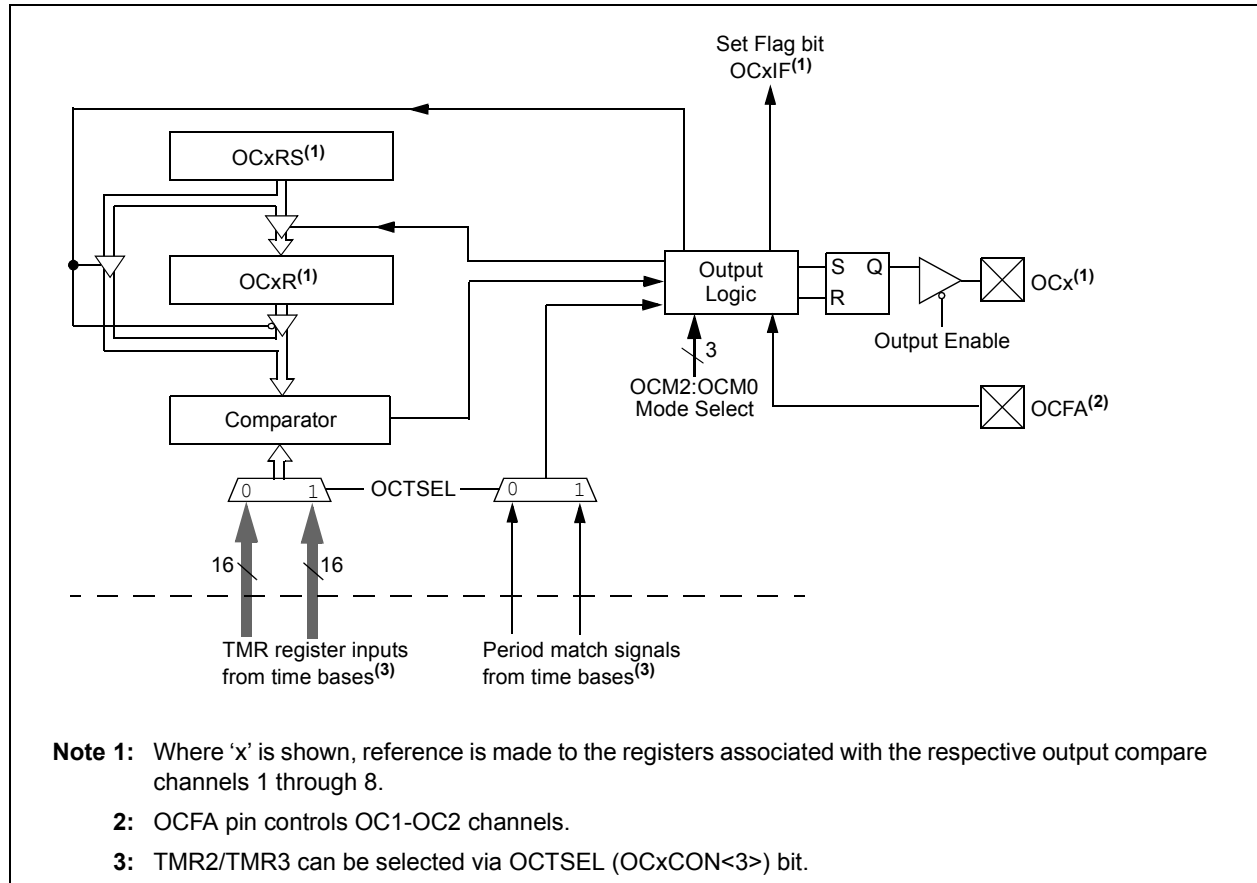 Set Flag bit
OCxIF(1)
OCxRS(1)
OCxR(1)
Output
Logic
S Q
R
OCx(1)
Output Enable
3
OCM2:OCM0
Mode Select
OCFA(2)
Comparator
0 1
OCTSEL
0 1
16
16
TMR register inputs
from time bases(3)
Period match signals
from time bases(3)
Note 1: Where ‘x’ is shown, reference is made to the registers associated with the respective output compare
channels 1 through 8.
2: OCFA pin controls OC1-OC2 channels.
3: TMR2/TMR3 can be selected via OCTSEL (OCxCON<3>) bit.